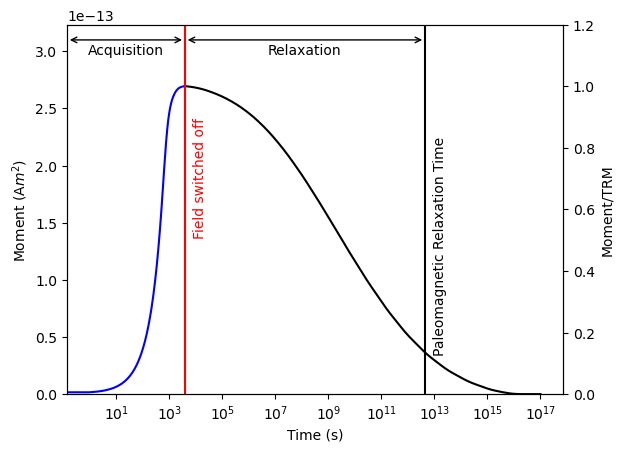 1e−13
Acquisition
Relaxation
Field switched off
Paleomagnetic Relaxation Time
Moment (Am²)
3.0
2.5
2.0
1.5
1.0
0.5
0.0
Moment/TRM
1.2
1.0
0.8
0.6
0.4
0.2
0.0
10¹ 10³ 10⁵ 10⁷ 10⁹ 10¹¹ 10¹³ 10¹⁵ 10¹⁷
Time (s)